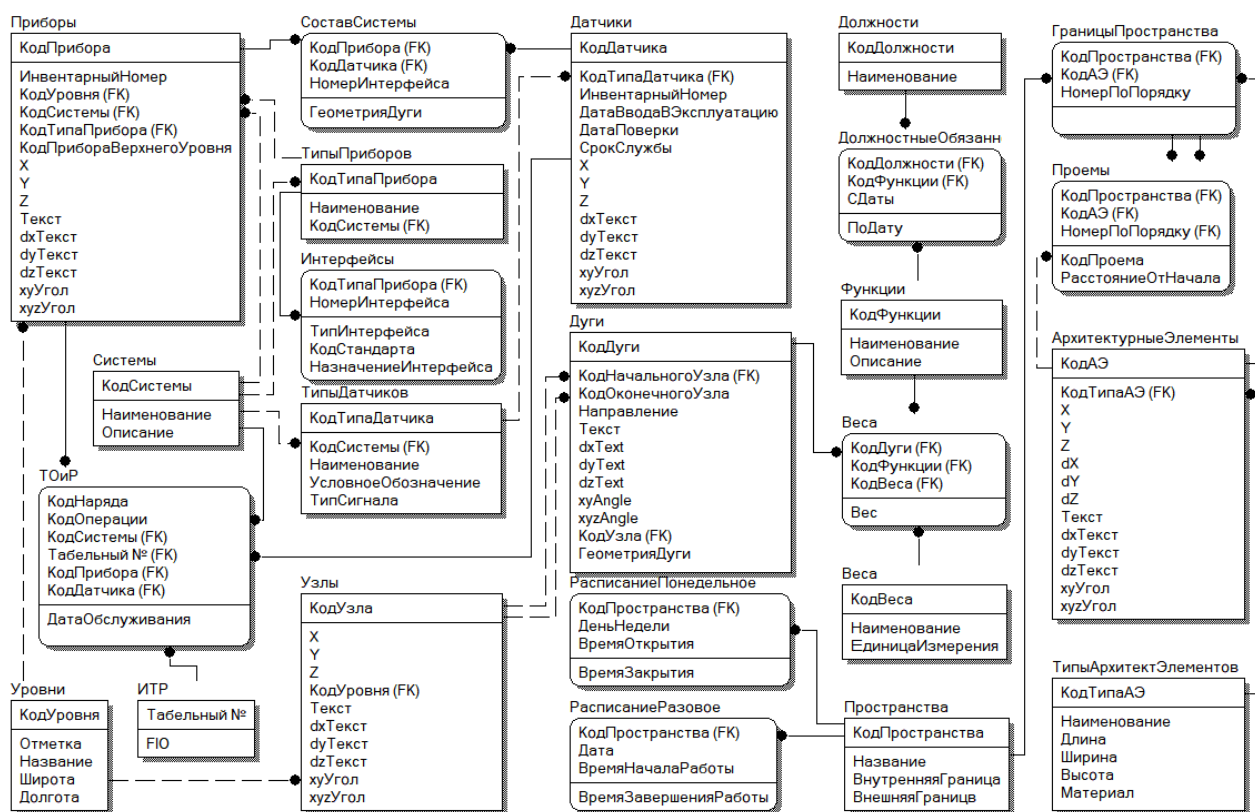 Приборы
КодПрибора
ИнвентарныйНомер
КодУровня (FK)
КодСистемы (FK)
КодТипаПрибора (FK)
КодПрибораВерхнегоУровня
X
Y
Z
Текст
dxТекст
dyТекст
dzТекст
xyУгол
xyzУгол
СоставСистемы
КодПрибора (FK)
КодДатчика (FK)
НомерИнтерфейса
ГеометрияДуги
ТипыПриборов
КодТипаПрибора
Наименование
КодСистемы (FK)
Интерфейсы
КодТипаПрибора (FK)
НомерИнтерфейса
ТипИнтерфейса
КодСтандарта
НазначениеИнтерфейса
Системы
КодСистемы
Наименование
Описание
ТипыДатчиков
КодТипаДатчика
КодСистемы (FK)
Наименование
УсловноеОбозначение
ТипСигнала
ТОиР
КодНаряда
КодОперации
КодСистемы (FK)
Табельный № (FK)
КодПрибора (FK)
КодДатчика (FK)
ДатаОбслуживания
Уровни
КодУровня
Отметка
Название
Широта
Долгота
ИТР
Табельный №
FIO
Узлы
КодУзла
X
Y
Z
КодУровня (FK)
Текст
dxТекст
dyТекст
dzТекст
xyУгол
xyzУгол
Датчики
КодДатчика
КодТипаДатчика (FK)
ИнвентарныйНомер
ДатаВводаВЭксплуатацию
ДатаПоверки
СрокСлужбы
X
Y
Z
dxТекст
dyТекст
dzТекст
xyУгол
xyzУгол
Дуги
КодДуги
КодНачальногоУзла (FK)
КодОконечногоУзла
Направление
Текст
dxText
dyText
dzText
xyAngle
xyzAngle
КодУзла (FK)
ГеометрияДуги
РасписаниеПонедельное
КодПространства (FK)
ДеньНедели
ВремяОткрытия
ВремяЗакрытия
РасписаниеРазовое
КодПространства (FK)
Дата
ВремяНачалаРаботы
ВремяЗавершенияРаботы
Должности
КодДолжности
Наименование
ДолжностныеОбязанн
КодДолжности (FK)
КодФункции (FK)
СДаты
ПоДату
Функции
КодФункции
Наименование
Описание
Веса
КодДуги (FK)
КодФункции (FK)
КодВеса (FK)
Вес
Веса
КодВеса
Наименование
ЕдиницаИзмерения
Пространства
КодПространства
Название
ВнутренняяГраница
ВнешняяГраницв
ГраницыПространства
КодПространства (FK)
КодАЭ (FK)
НомерПоПорядку
Проемы
КодПространства (FK)
КодАЭ (FK)
НомерПоПорядку (FK)
КодПроема
РасстояниеОтНачала
АрхитектурныеЭлементы
КодАЭ
КодТипаАЭ (FK)
X
Y
Z
dX
dY
dZ
Текст
dxТекст
dyТекст
dzТекст
xyУгол
xyzУгол
ТипыАрхитектЭлементов
КодТипаАЭ
Наименование
Длина
Ширина
Высота
Материал